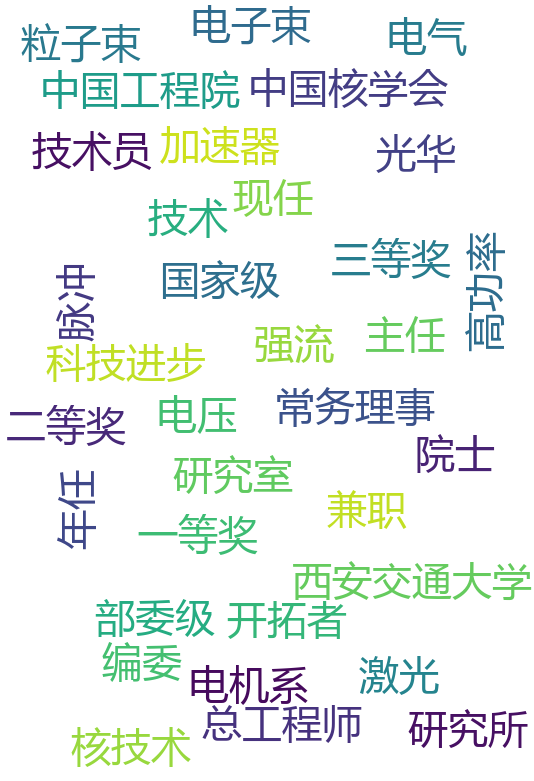 粒子束
电子束
电气
中国工程院
中国核学会
技术员
加速器
光华
技术
现任
三等奖
高功率
国家级
脉冲
强流
主任
科技进步
二等奖
电压
常务理事
院士
研究室
年任
兼职
一等奖
西安交通大学
部委级
开拓者
编委
电机系
激光
总工程师
研究所
核技术